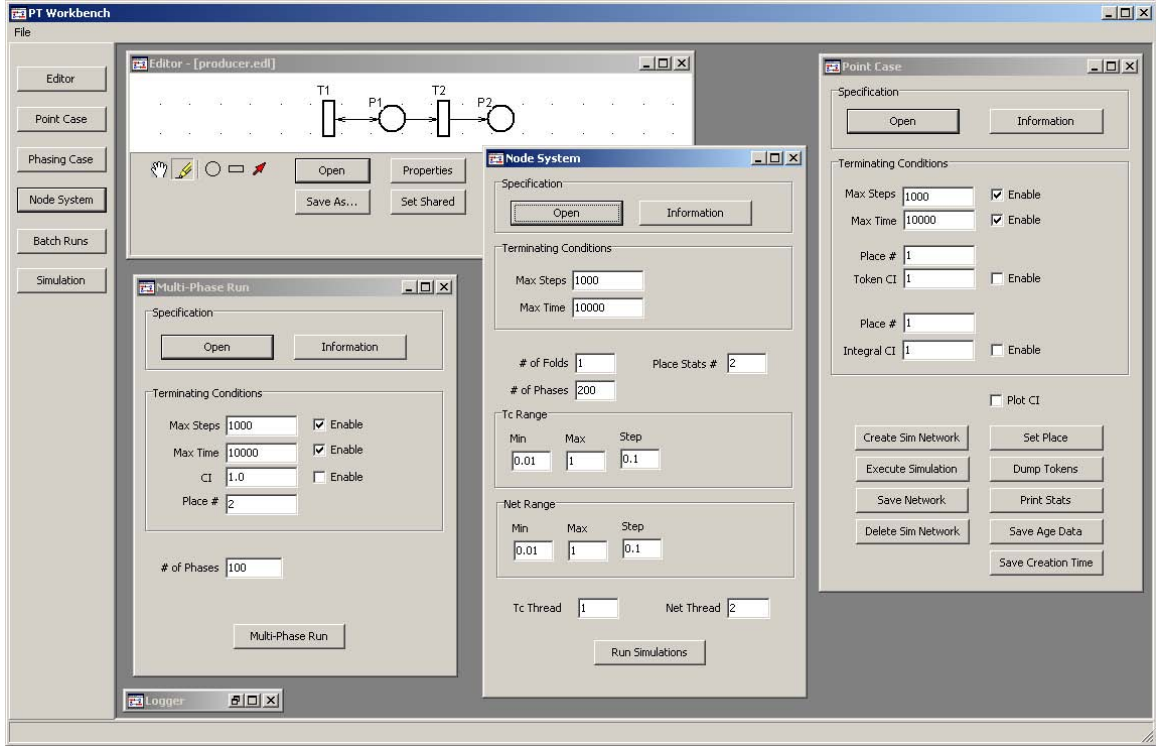 PT Workbench
File
Editor
Point Case
Phasing Case
Node System
Batch Runs
Simulation
Editor - [producer.edl]
T1 P1 T2 P2
Open Properties
Save As... Set Shared
Multi-Phase Run
Specification
Open Information
Terminating Conditions
Max Steps 1000 Enable
Max Time 10000 Enable
CI 1.0 Enable
Place # 2
# of Phases 100
Multi-Phase Run
Logger
Node System
Specification
Open Information
Terminating Conditions
Max Steps 1000
Max Time 10000
# of Folds 1 Place Stats # 2
# of Phases 200
Tc Range
Min Max Step
0.01 1 0.1
Net Range
Min Max Step
0.01 1 0.1
Tc Thread 1 Net Thread 2
Run Simulations
Point Case
Specification
Open Information
Terminating Conditions
Max Steps 1000 Enable
Max Time 10000 Enable
Place # 1
Token CI 1 Enable
Place # 1
Integral CI 1 Enable
Plot CI
Create Sim Network Set Place
Execute Simulation Dump Tokens
Save Network Print Stats
Delete Sim Network Save Age Data
Save Creation Time